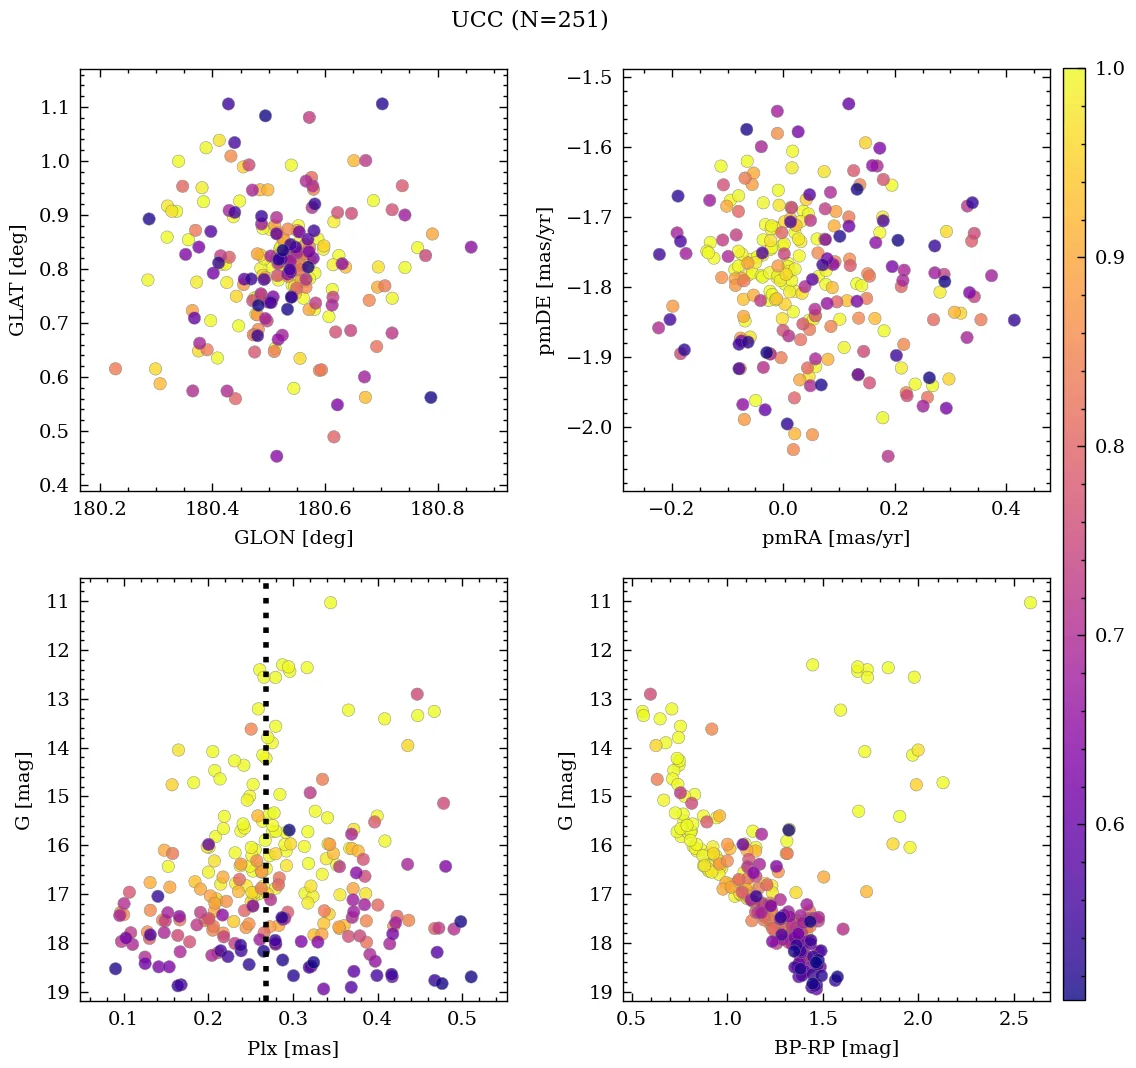 UCC (N=251)
1.1
1.0
0.9
0.8
0.7
0.6
0.5
0.4
GLAT [deg]
180.2 180.4 180.6 180.8
GLON [deg]
−1.5
−1.6
−1.7
−1.8
−1.9
−2.0
pmDE [mas/yr]
−0.2 0.0 0.2 0.4
pmRA [mas/yr]
11
12
13
14
15
16
17
18
19
G [mag]
0.1 0.2 0.3 0.4 0.5
Plx [mas]
11
12
13
14
15
16
17
18
19
G [mag]
0.5 1.0 1.5 2.0 2.5
BP-RP [mag]
1.0
0.9
0.8
0.7
0.6